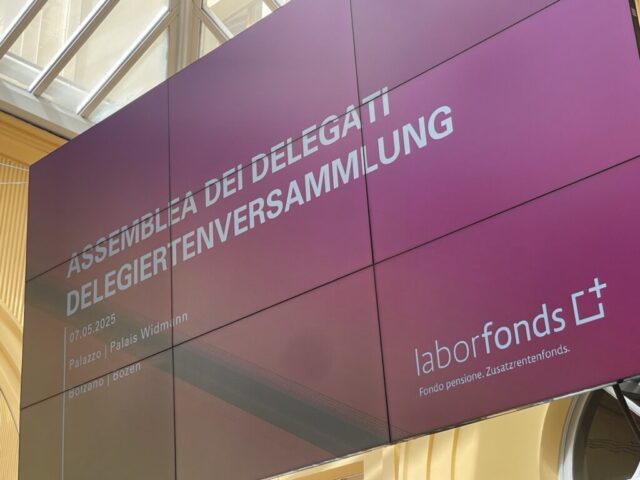 ASSEMBLEA DEI DELEGATI
DELEGIERTENVERSAMMLUNG
07.05.2025
Palazzo | Palais Widmann
Bolzano | Bozen
laborfonds
Fondo pensione. Zusatzrentenfonds.